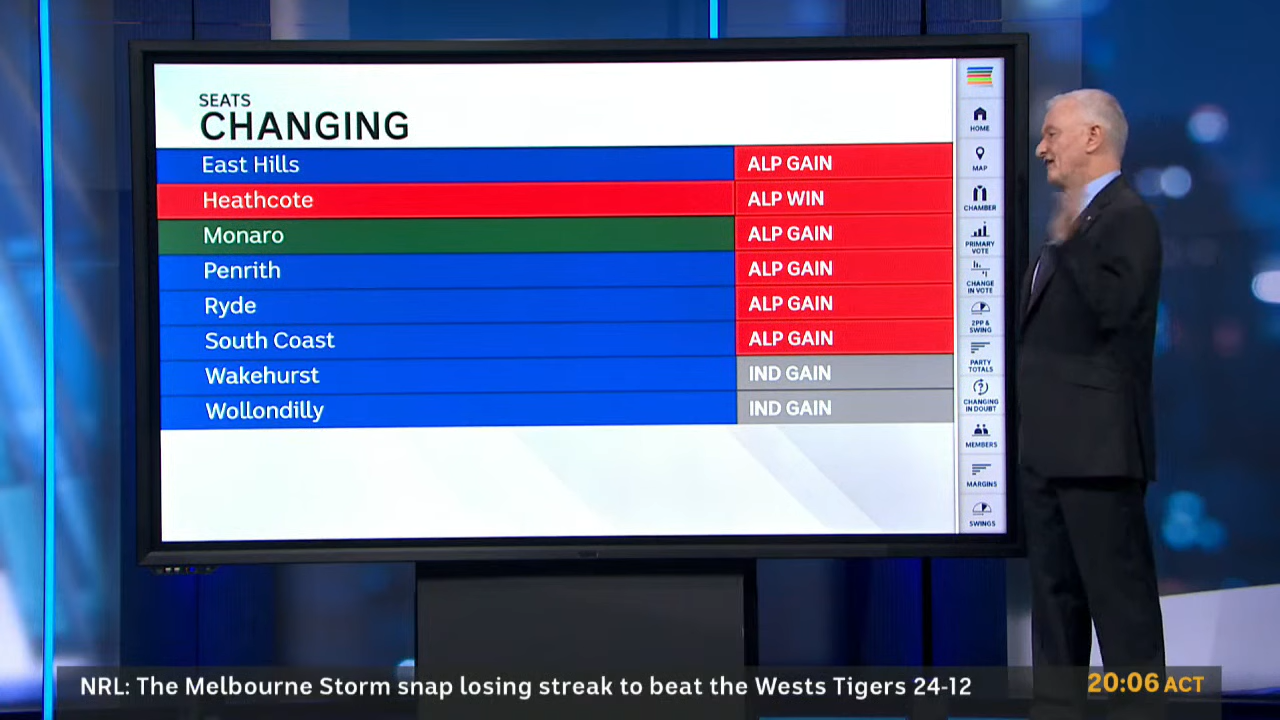 SEATS
CHANGING
East Hills ALP GAIN
Heathcote ALP WIN
Monaro ALP GAIN
Penrith ALP GAIN
Ryde ALP GAIN
South Coast ALP GAIN
Wakehurst IND GAIN
Wollondilly IND GAIN
HOME
MAP
CHAMBER
PRIMARY
VOTE
CHANGE
IN VOTE
2PP &
SWING
PARTY
TOTALS
CHANGING
IN DOUBT
MEMBERS
MARGINS
SWINGS
NRL: The Melbourne Storm snap losing streak to beat the Wests Tigers 24-12 20:06 ACT